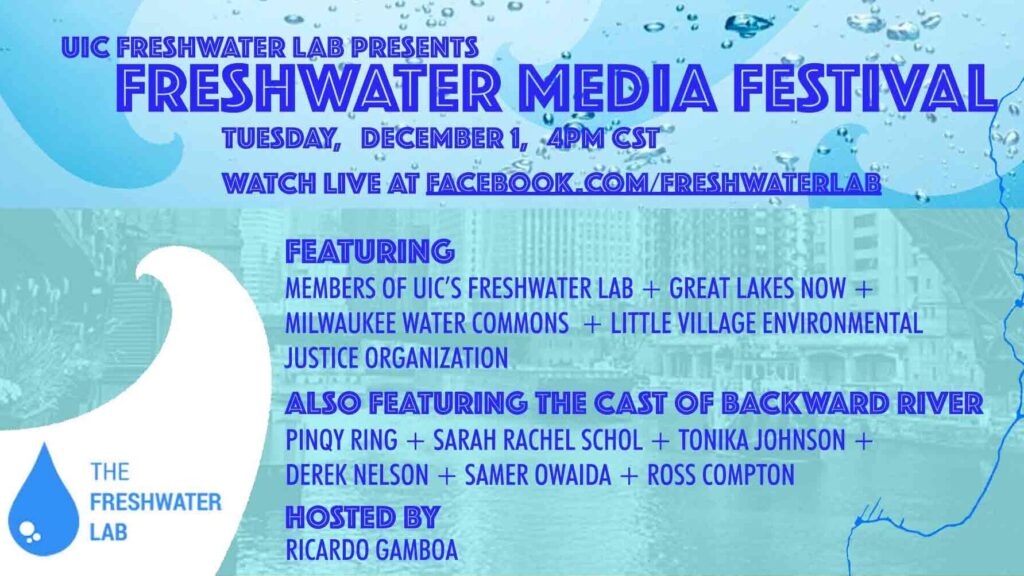 UIC FRESHWATER LAB PRESENTS
FRESHWATER MEDIA FESTIVAL
TUESDAY, DECEMBER 1, 4PM CST
WATCH LIVE AT FACEBOOK.COM/FRESHWATERLAB
FEATURING
MEMBERS OF UIC'S FRESHWATER LAB + GREAT LAKES NOW +
MILWAUKEE WATER COMMONS + LITTLE VILLAGE ENVIRONMENTAL
JUSTICE ORGANIZATION
ALSO FEATURING THE CAST OF BACKWARD RIVER
PINQY RING + SARAH RACHEL SCHOL + TONIKA JOHNSON +
DEREK NELSON + SAMER OWAIDA + ROSS COMPTON
HOSTED BY
RICARDO GAMBOA
THE
FRESHWATER
LAB